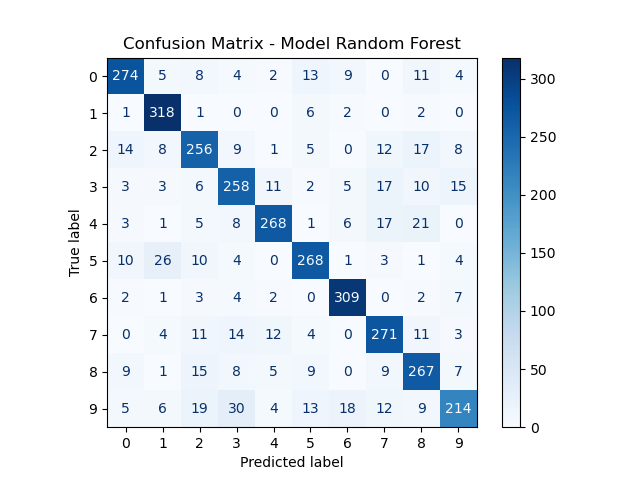 Confusion Matrix - Model Random Forest
0 274 5 8 4 2 13 9 0 11 4
1 1 318 1 0 0 6 2 0 2 0
2 14 8 256 9 1 5 0 12 17 8
3 3 3 6 258 11 2 5 17 10 15
4 3 1 5 8 268 1 6 17 21 0
5 10 26 10 4 0 268 1 3 1 4
6 2 1 3 4 2 0 309 0 2 7
7 0 4 11 14 12 4 0 271 11 3
8 9 1 15 8 5 9 0 9 267 7
9 5 6 19 30 4 13 18 12 9 214
0 1 2 3 4 5 6 7 8 9
Predicted label
True label
300
250
200
150
100
50
0